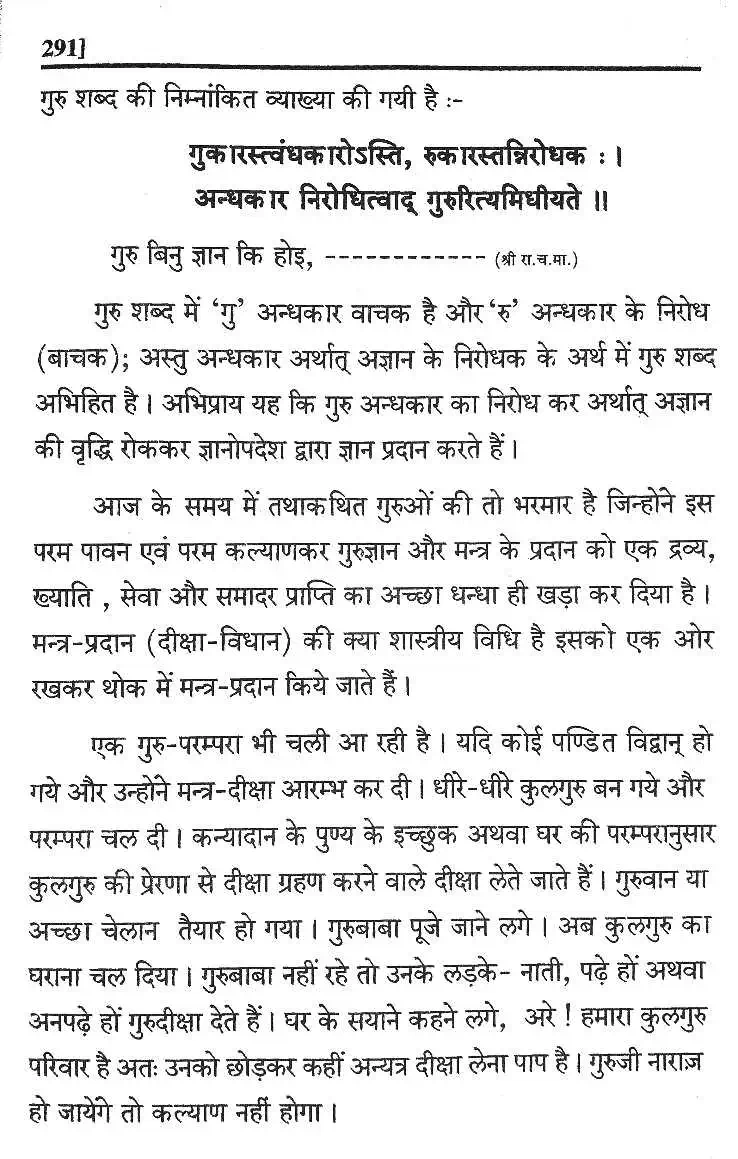 291]
गुरु शब्द की निम्नांकित व्याख्या की गयी है :-
गुकारस्त्वंधकारोऽस्ति, रुकारस्तन्निरोधक : ।
अन्धकार निरोधित्वाद् गुरुरित्यमिधीयते ॥
गुरु बिनु ज्ञान कि होइ, ------------- (श्री रा.च.मा.)
गुरु शब्द में ‘गु’ अन्धकार वाचक है और ‘रु’ अन्धकार के निरोध
(बाचक); अस्तु अन्धकार अर्थात् अज्ञान के निरोधक के अर्थ में गुरु शब्द
अभिहित है । अभिप्राय यह कि गुरु अन्धकार का निरोध कर अर्थात् अज्ञान
की वृद्धि रोककर ज्ञानोपदेश द्वारा ज्ञान प्रदान करते हैं ।
आज के समय में तथाकथित गुरुओं की तो भरमार है जिन्होंने इस
परम पावन एवं परम कल्याणकर गुरुज्ञान और मन्त्र के प्रदान को एक द्रव्य,
ख्याति , सेवा और समादर प्राप्ति का अच्छा धन्धा ही खड़ा कर दिया है ।
मन्त्र-प्रदान (दीक्षा-विधान) की क्या शास्त्रीय विधि है इसको एक ओर
रखकर थोक में मन्त्र-प्रदान किये जाते हैं ।
एक गुरु-परम्परा भी चली आ रही है । यदि कोई पण्डित विद्वान् हो
गये और उन्होंने मन्त्र-दीक्षा आरम्भ कर दी । धीरे-धीरे कुलगुरु बन गये और
परम्परा चल दी । कन्यादान के पुण्य के इच्छुक अथवा घर की परम्परानुसार
कुलगुरु की प्रेरणा से दीक्षा ग्रहण करने वाले दीक्षा लेते जाते हैं । गुरुवान या
अच्छा चेलान तैयार हो गया । गुरुबाबा पूजे जाने लगे । अब कुलगुरु का
घराना चल दिया । गुरुबाबा नहीं रहे तो उनके लड़के- नाती, पढ़े हों अथवा
अनपढ़े हों गुरुदीक्षा देते हैं । घर के सयाने कहने लगे, अरे ! हमारा कुलगुरु
परिवार है अतः उनको छोड़कर कहीं अन्यत्र दीक्षा लेना पाप है । गुरुजी नाराज़
हो जायेंगे तो कल्याण नहीं होगा ।